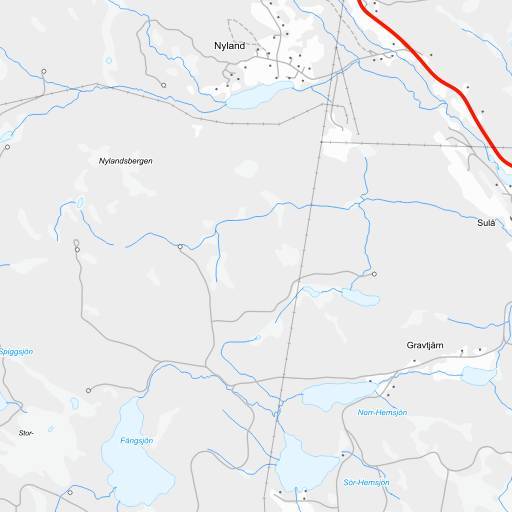 Nyland
Nylandsbergen
Sulå
Gravtjärn
Spiggsjön
Norr-Hemsjön
Stor-
Fängsjön
Sör-Hemsjön